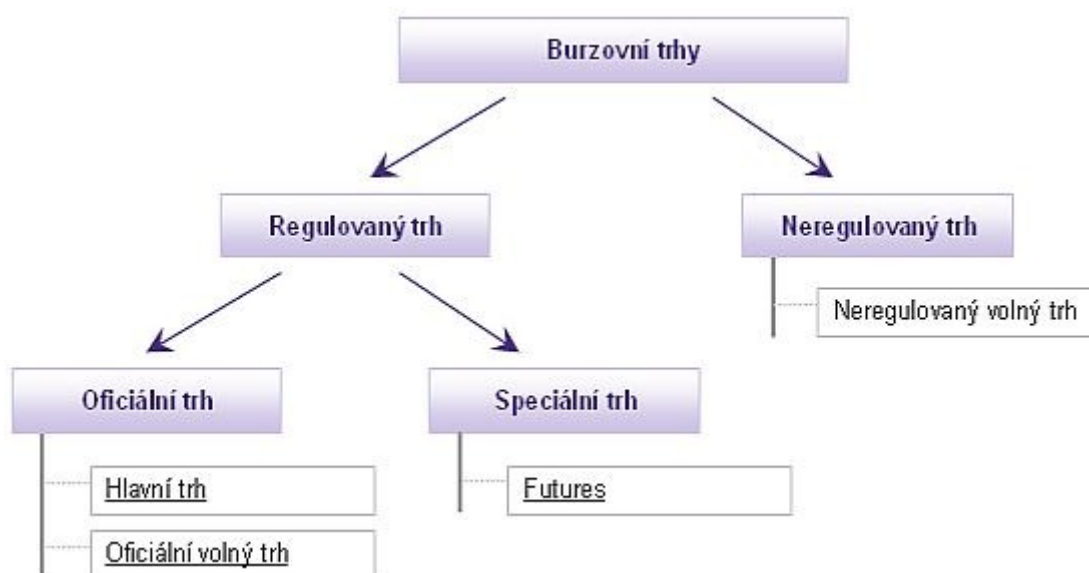 Burzovní trhy
Regulovaný trh
Neregulovaný trh
Neregulovaný volný trh
Oficiální trh
Speciální trh
Hlavní trh
Futures
Oficiální volný trh